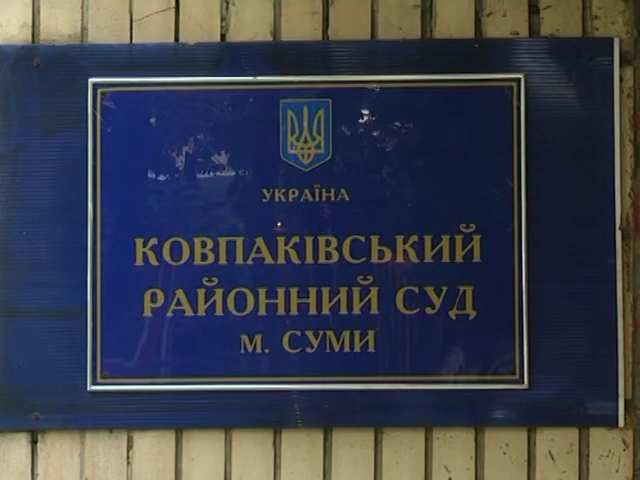 УКРАЇНА
КОВПАКІВСЬКИЙ
РАЙОННИЙ СУД
м. СУМИ